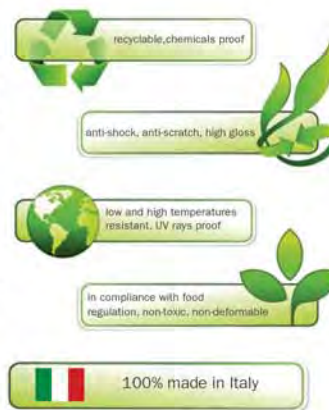 recyclable,chemicals proof
anti-shock, anti-scratch, high gloss
low and high temperatures
resistant, UV rays proof
in compliance with food
regulation, non-toxic, non-deformable
100% made in Italy